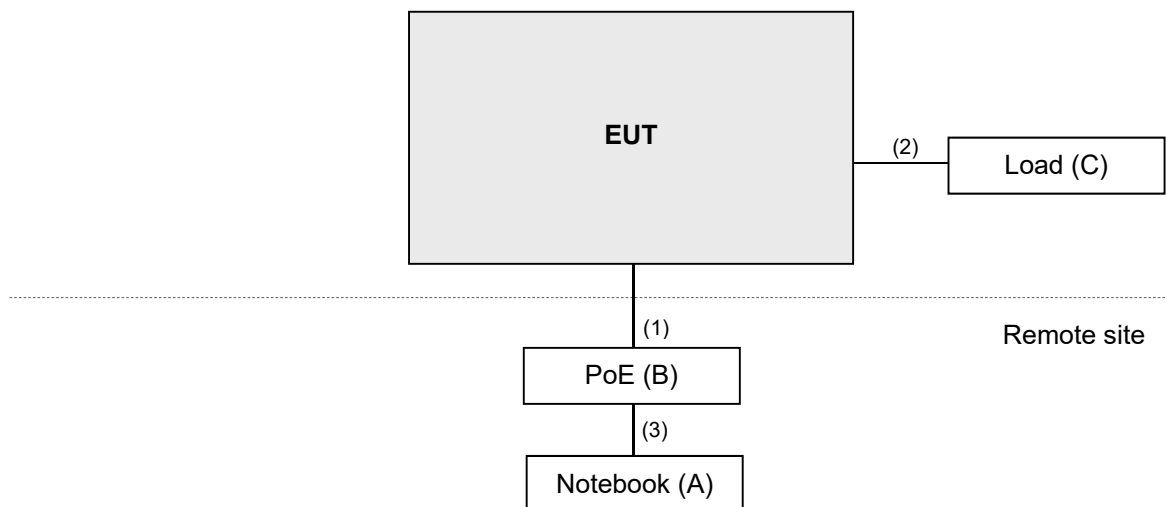 EUT
(2)
Load (C)
(1)
Remote site
PoE (B)
(3)
Notebook (A)